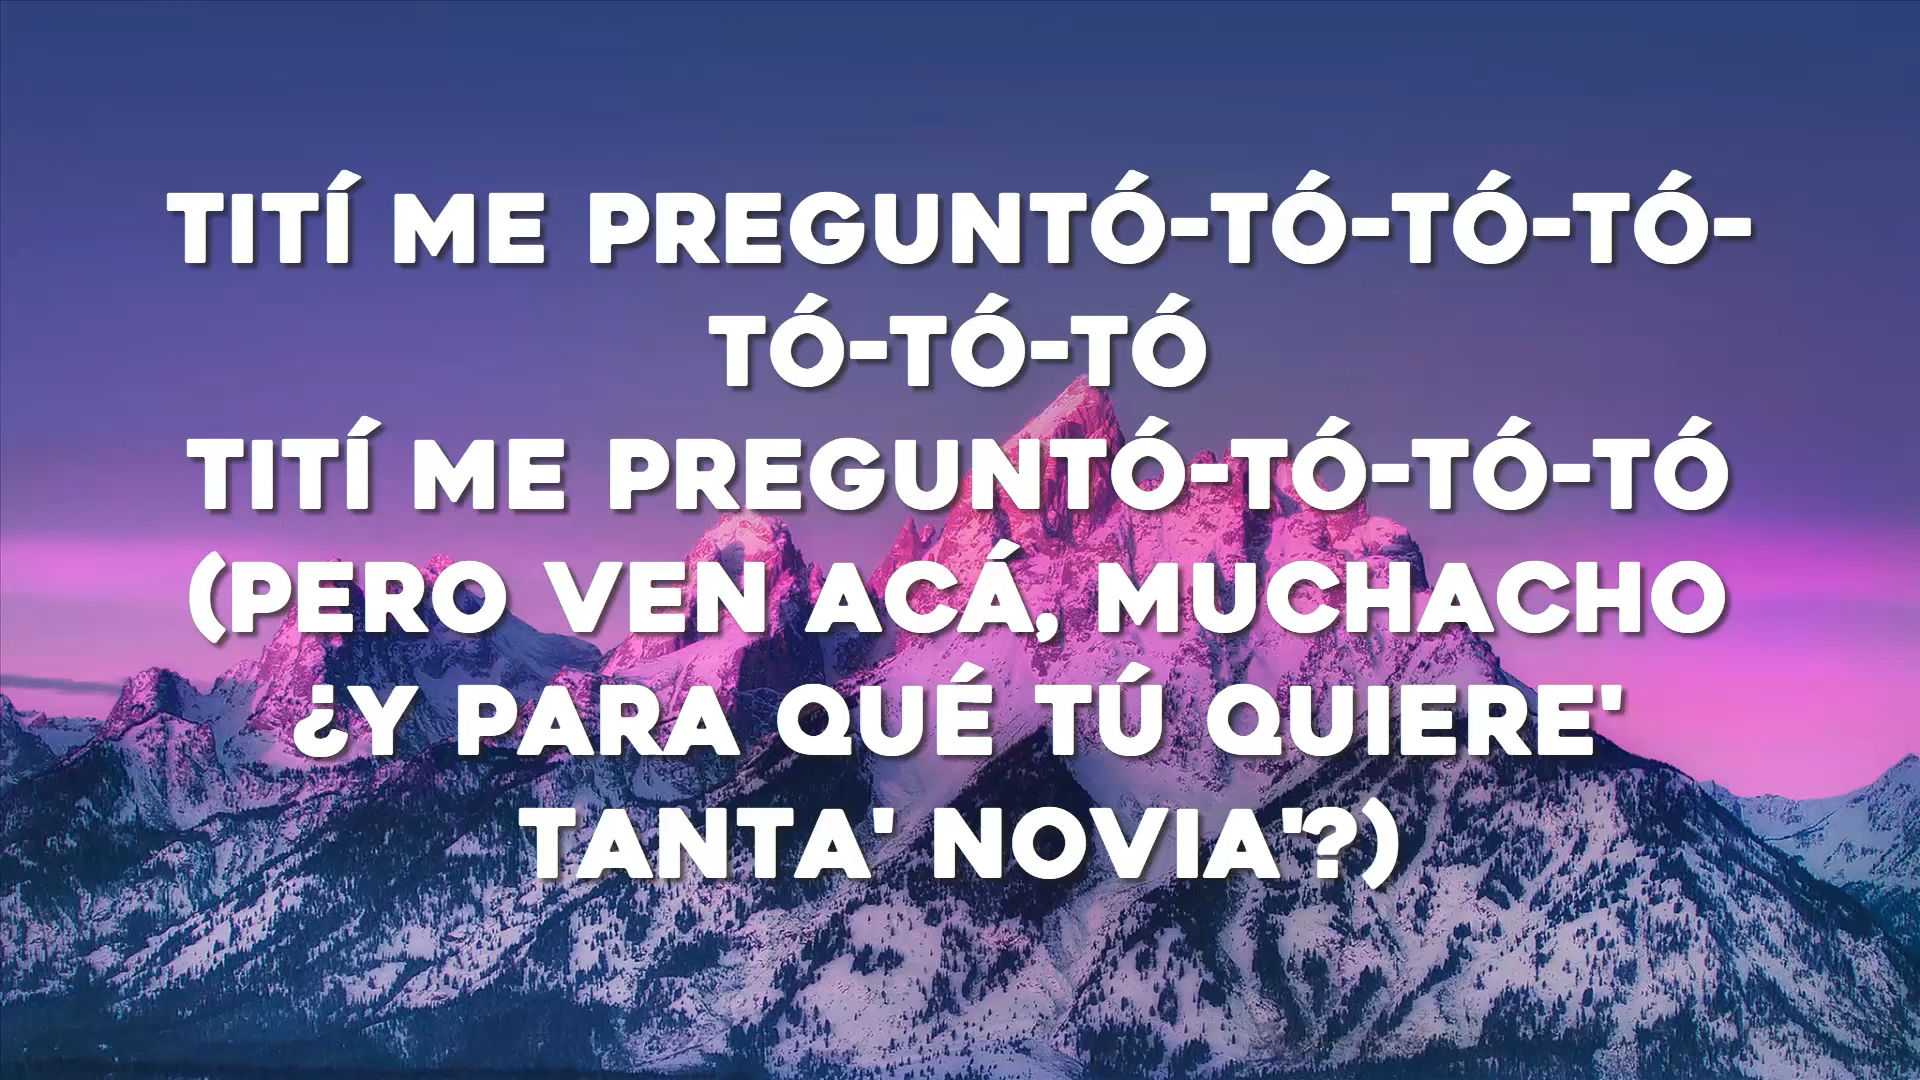 TITÍ ME PREGUNTÓ-TÓ-TÓ-TÓ-
TÓ-TÓ-TÓ
TITÍ ME PREGUNTÓ-TÓ-TÓ-TÓ
(PERO VEN ACÁ, MUCHACHO
¿Y PARA QUÉ TÚ QUIERE'
TANTA' NOVIA'?)